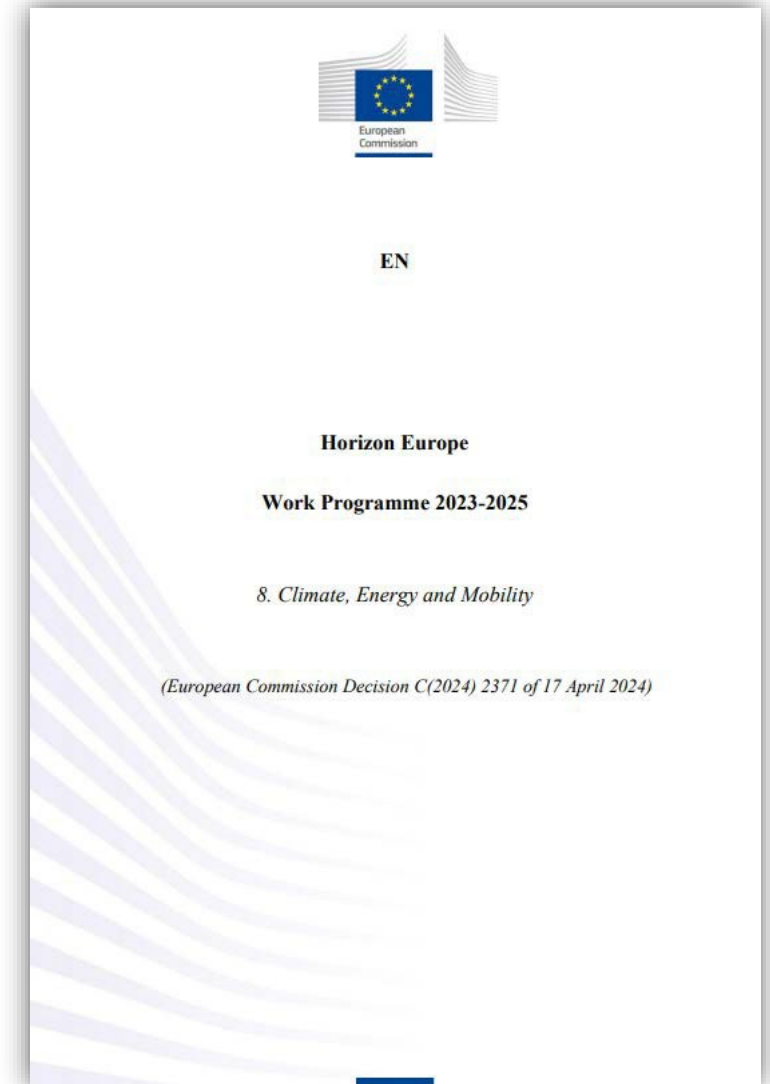 European
Commission
EN
Horizon Europe
Work Programme 2023-2025
8. Climate, Energy and Mobility
(European Commission Decision C(2024) 2371 of 17 April 2024)